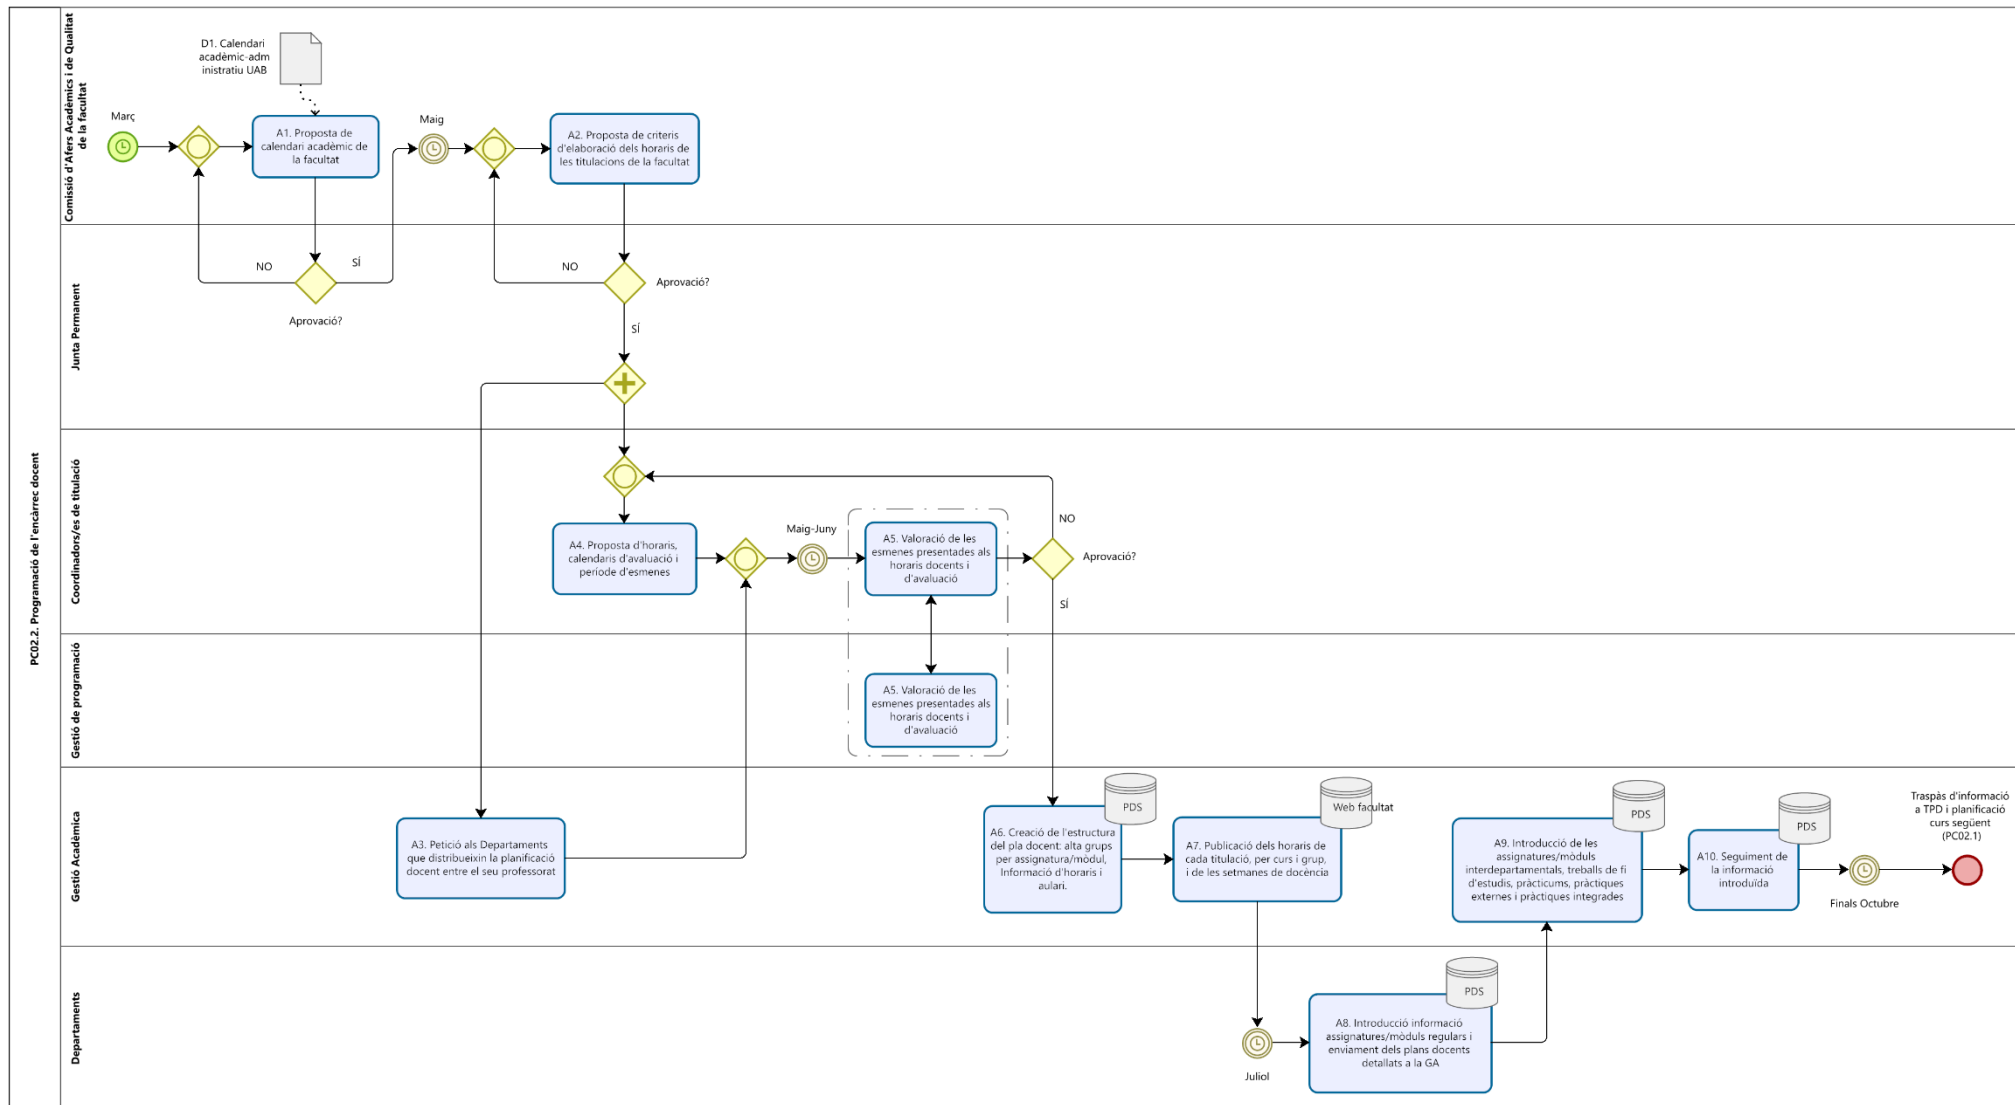 PC02.2. Programació de l'encàrrec docent
Comissió d'Afers Acadèmics i de Qualitat
de la facultat
D1. Calendari
acadèmic-adm
inistratiu UAB
Març
A1. Proposta de
calendari acadèmic de
la facultat
Maig
A2. Proposta de criteris
d'elaboració dels horaris de
les titulacions de la facultat
Junta Permanent
NO
SÍ
Aprovació?
NO
Aprovació?
SÍ
Coordinadors/es de titulació
A4. Proposta d'horaris,
calendaris d'avaluació i
període d'esmenes
Maig-Juny
A5. Valoració de les
esmenes presentades als
horaris docents i
d'avaluació
NO
Aprovació?
SÍ
Gestió de programació
A5. Valoració de les
esmenes presentades als
horaris docents i
d'avaluació
Gestió Acadèmica
A3. Petició als Departaments
que distribueixin la planificació
docent entre el seu professorat
PDS
A6. Creació de l'estructura
del pla docent: alta grups
per assignatura/mòdul,
Informació d'horaris i
aulari.
Web facultat
A7. Publicació dels horaris de
cada titulació, per curs i grup,
i de les setmanes de docència
PDS
A9. Introducció de les
assignatures/mòduls
interdepartamentals, treballs de fi
d'estudis, pràcticums, pràctiques
externes i pràctiques integrades
PDS
A10. Seguiment de
la informació
introduïda
Finals Octubre
Traspàs d'informació
a TPD i planificació
curs següent
(PC02.1)
Departaments
Juliol
PDS
A8. Introducció informació
assignatures/mòduls regulars i
enviament dels plans docents
detallats a la GA